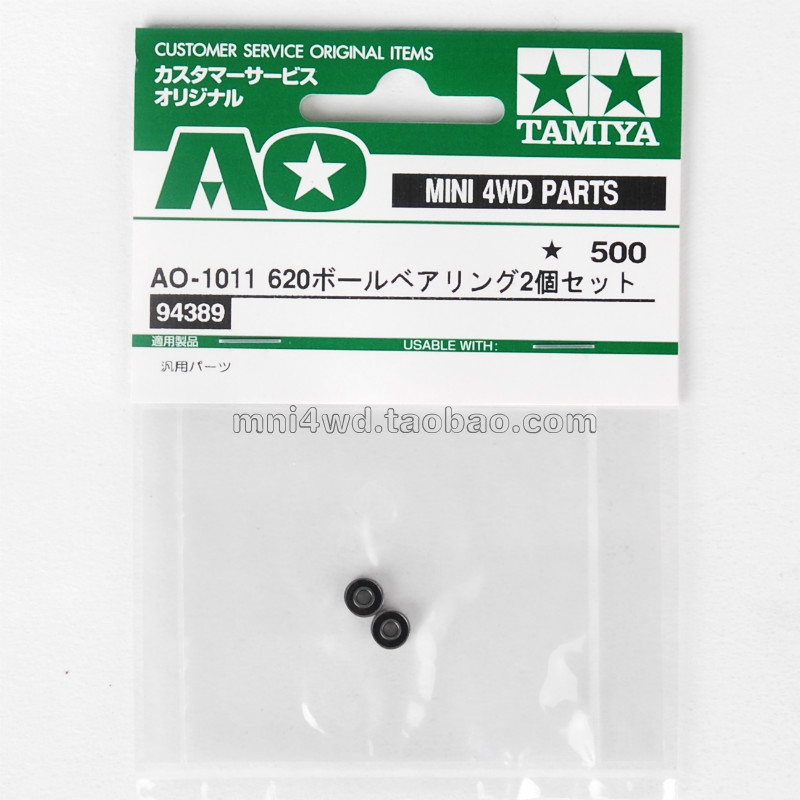 CUSTOMER SERVICE ORIGINAL ITEMS
カスタマーサービス
オリジナル
TAMIYA
AO
MINI 4WD PARTS
★ 500
AO-1011 620ボールベアリング2個セット
94389
適用製品 USABLE WITH:
汎用パーツ
mni4wd.taobao.com